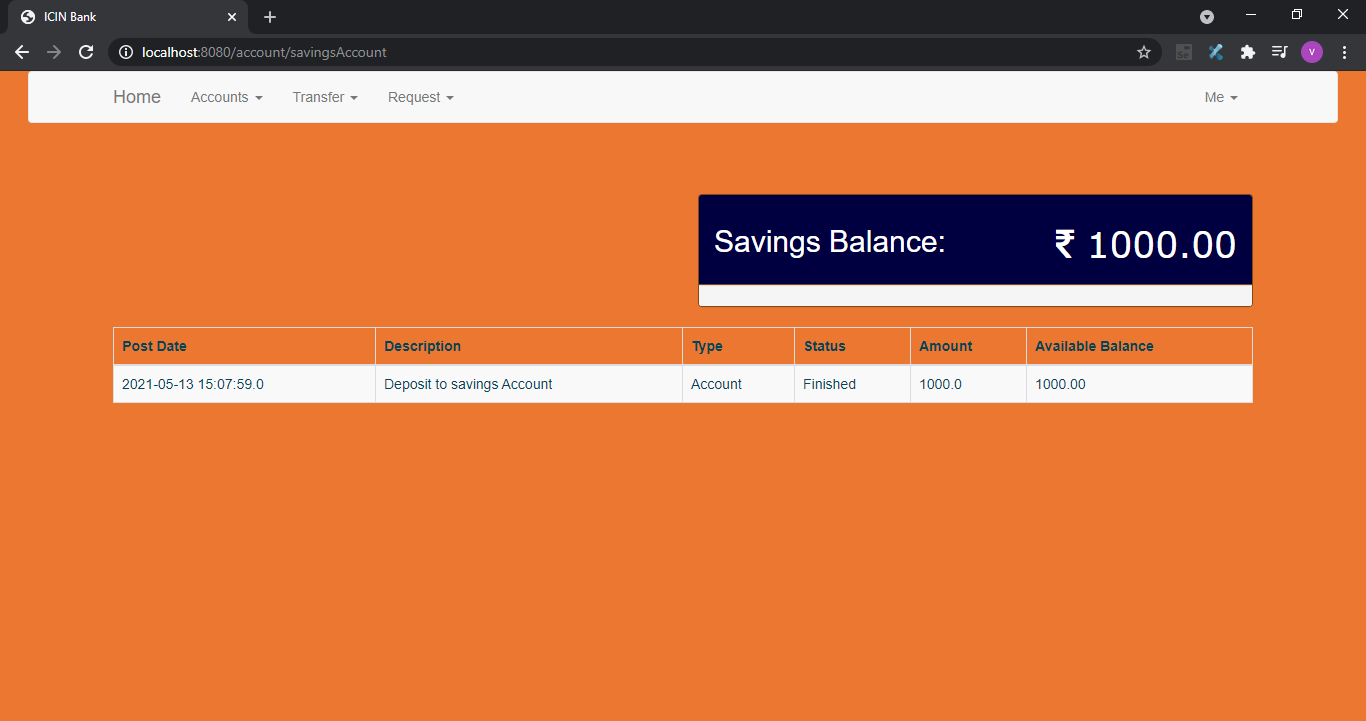 ICIN Bank
localhost:8080/account/savingsAccount
V
Home Accounts Transfer Request Me
Savings Balance: ₹ 1000.00
Post Date Description Type Status Amount Available Balance
2021-05-13 15:07:59.0 Deposit to savings Account Account Finished 1000.0 1000.00